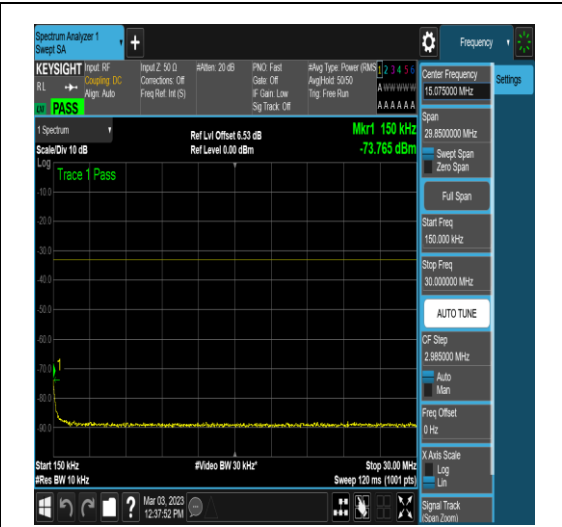 Spectrum Analyzer 1
Swept SA
+
Frequency
KEYSIGHT
RL
LXI
PASS
Input: RF
Coupling: DC
Align: Auto
Input Z: 50 Ω
Corrections: Off
Freq Ref: Int (S)
#Atten: 20 dB
PNO: Fast
Gate: Off
IF Gain: Low
Sig Track: Off
#Avg Type: Power (RMS
Avg|Hold: 50/50
Trig: Free Run
1 2 3 4 5 6
A W W W W W
A A A A A A
Center Frequency
15.075000 MHz
Settings
Span
29.8500000 MHz
Swept Span
Zero Span
Full Span
Start Freq
150.000 kHz
Stop Freq
30.000000 MHz
AUTO TUNE
CF Step
2.985000 MHz
Auto
Man
Freq Offset
0 Hz
X Axis Scale
Log
Lin
Signal Track
(Span Zoom)
1 Spectrum
Scale/Div 10 dB
Ref Lvl Offset 6.53 dB
Ref Level 0.00 dBm
Mkr1 150 kHz
-73.765 dBm
Log
Trace 1 Pass
-10.0
-20.0
-30.0
-40.0
-50.0
-60.0
-70.0
-80.0
-90.0
1
Start 150 kHz
#Res BW 10 kHz
#Video BW 30 kHz*
Stop 30.00 MHz
Sweep 120 ms (1001 pts)
?
Mar 03, 2023
12:37:52 PM